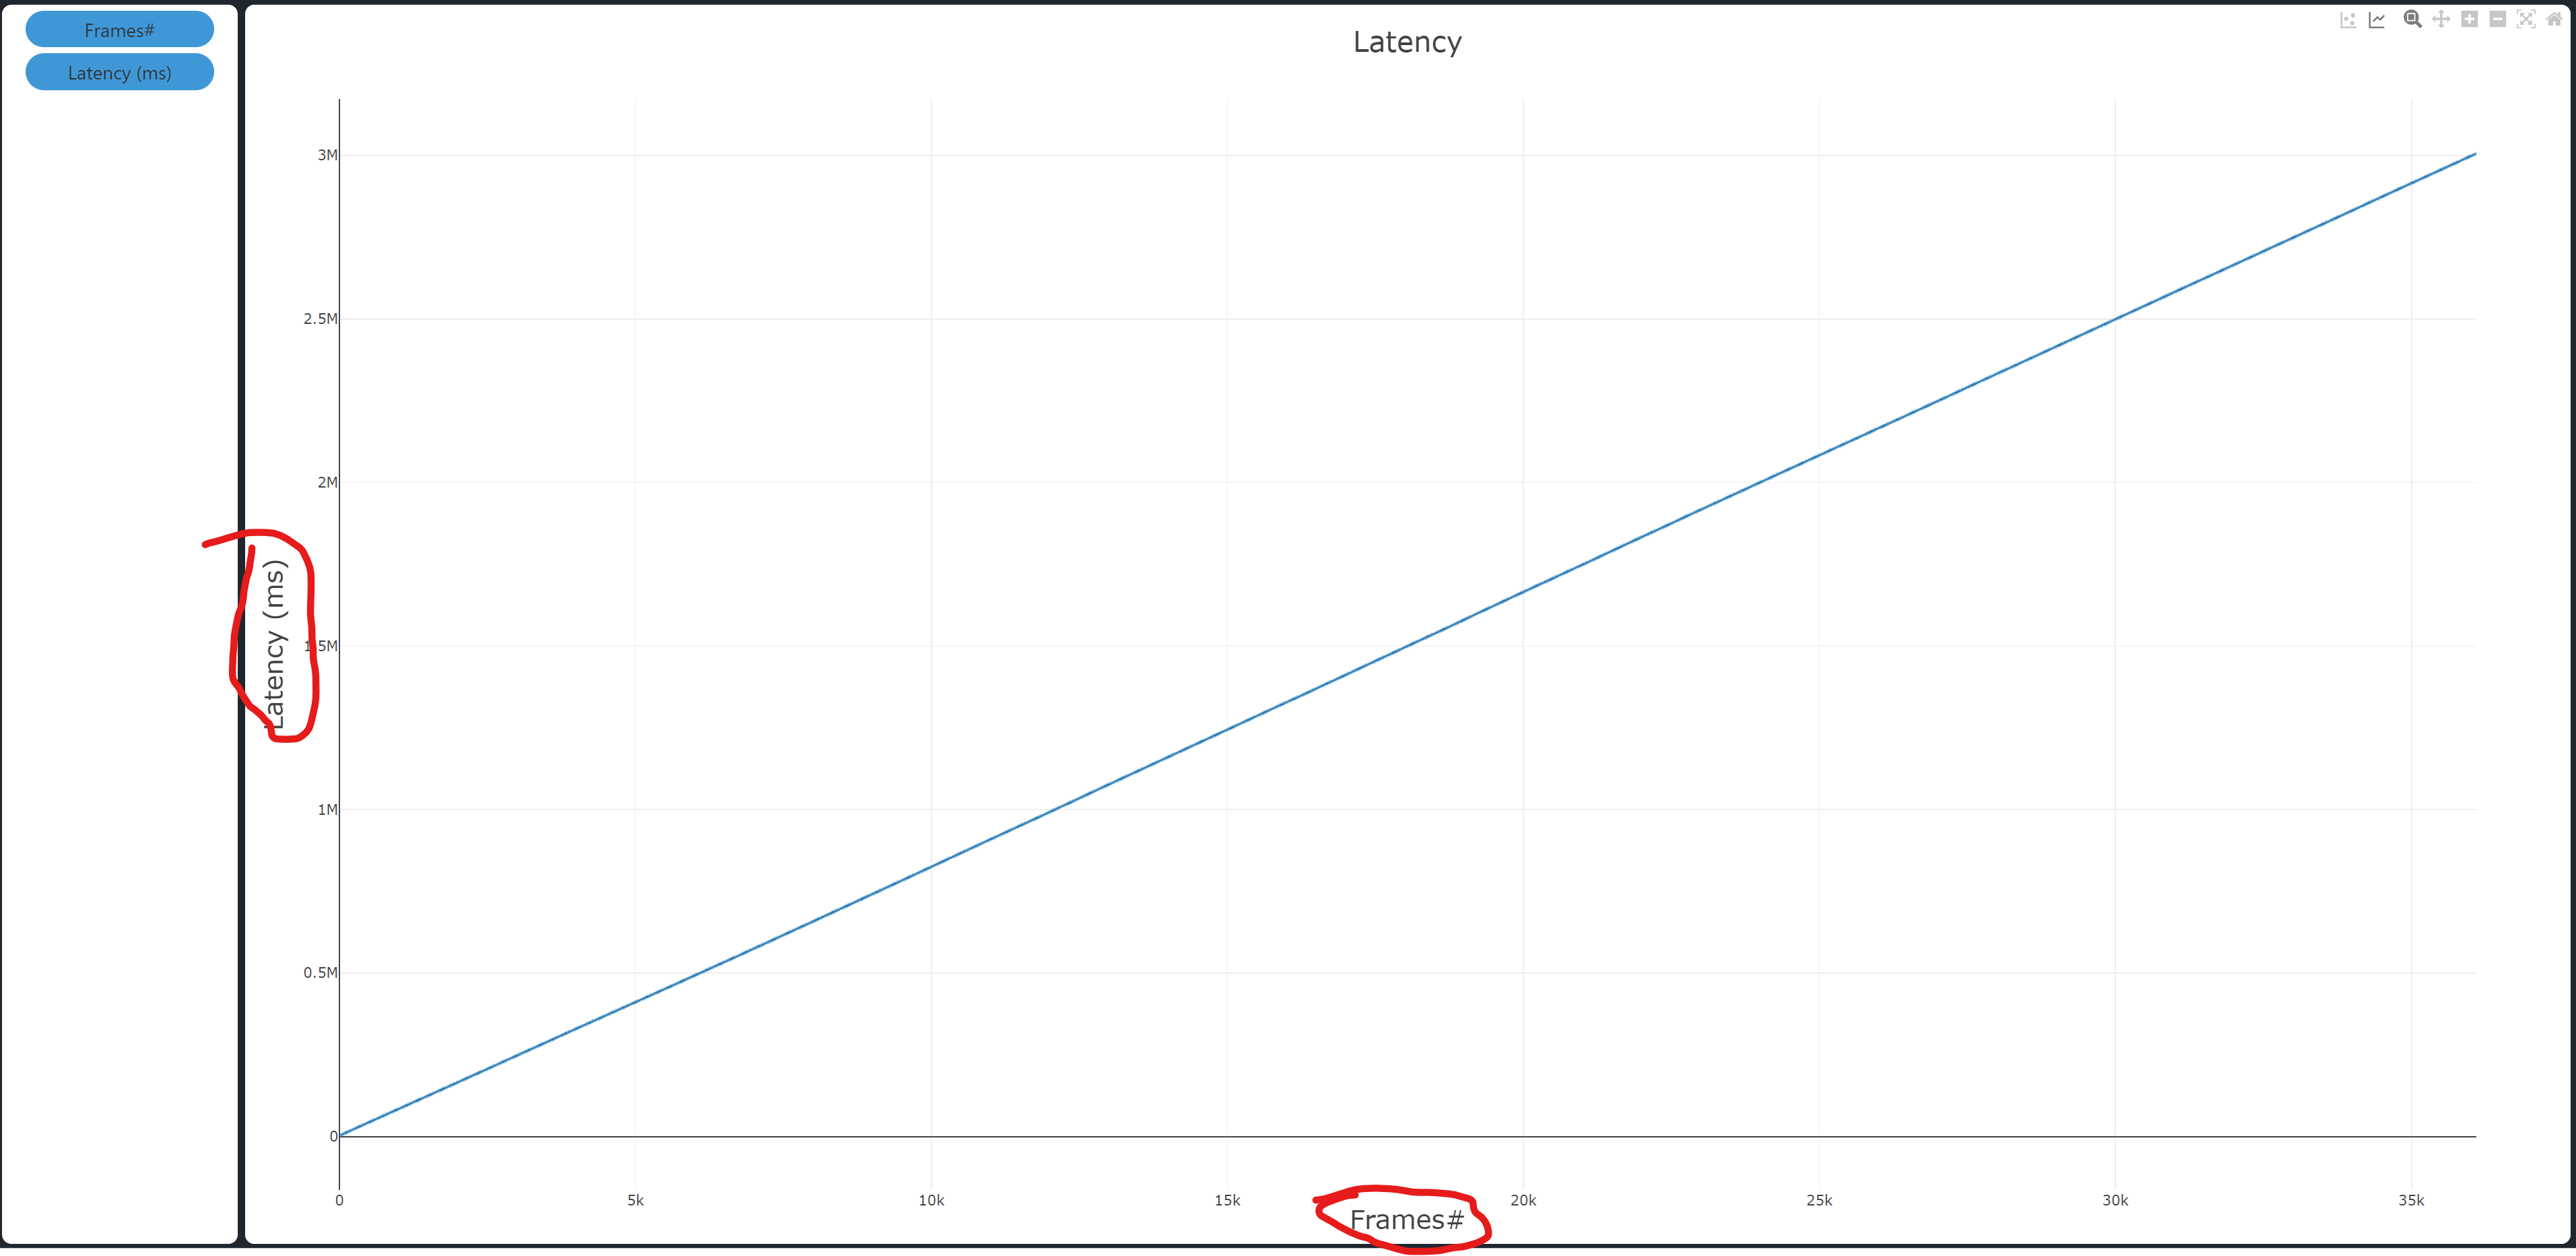 Frames#
Latency (ms)
Latency
3M
2.5M
2M
1.5M
1M
0.5M
0
Latency (ms)
0 5k 10k 15k 20k 25k 30k 35k
Frames#